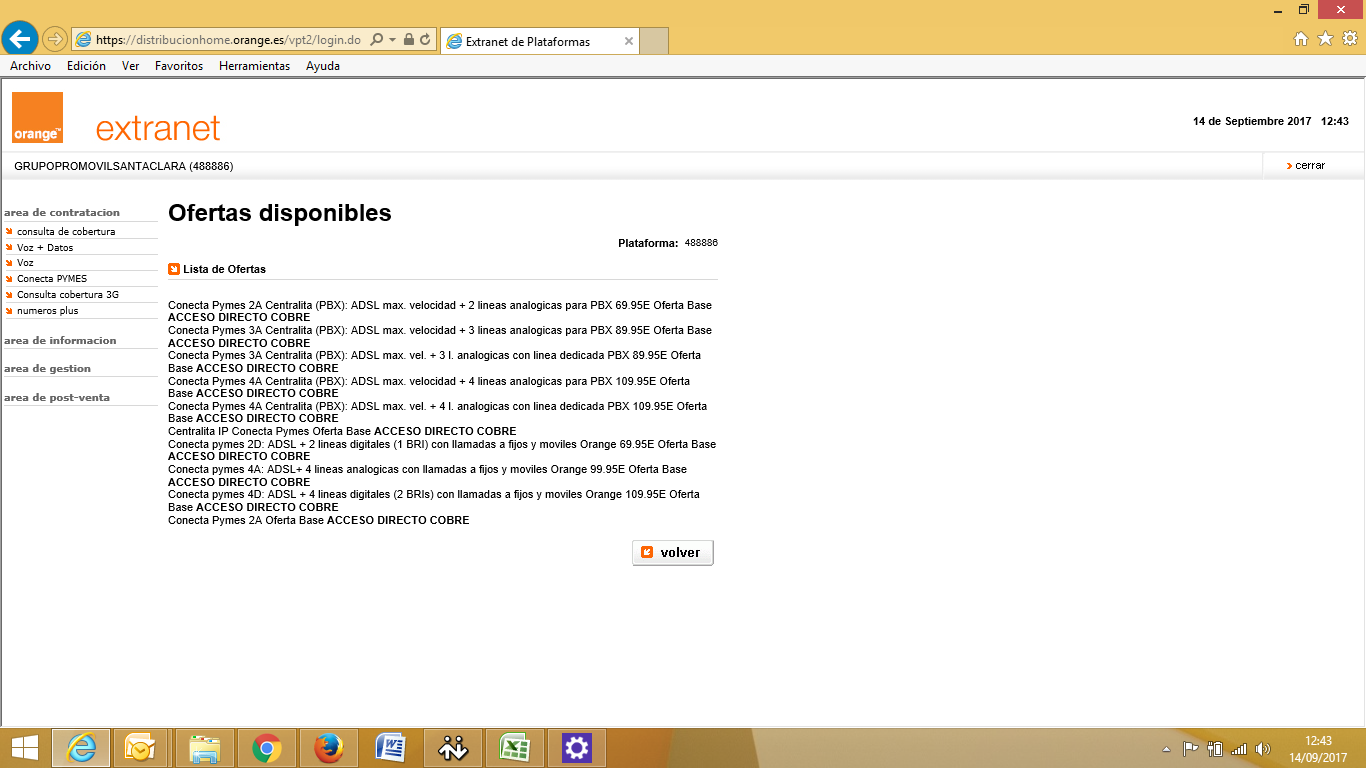 https://distribucionhome.orange.es/vpt2/login.do
Extranet de Plataformas
Archivo Edición Ver Favoritos Herramientas Ayuda
orange™
extranet
14 de Septiembre 2017 12:43
GRUPOPROMOVILSANTACLARA (488886)
cerrar
area de contratacion
consulta de cobertura
Voz + Datos
Voz
Conecta PYMES
Consulta cobertura 3G
numeros plus
area de informacion
area de gestion
area de post-venta
Ofertas disponibles
Plataforma: 488886
Lista de Ofertas
Conecta Pymes 2A Centralita (PBX): ADSL max. velocidad + 2 lineas analogicas para PBX 69.95E Oferta Base
ACCESO DIRECTO COBRE
Conecta Pymes 3A Centralita (PBX): ADSL max. velocidad + 3 lineas analogicas para PBX 89.95E Oferta Base
ACCESO DIRECTO COBRE
Conecta Pymes 3A Centralita (PBX): ADSL max. vel. + 3 l. analogicas con linea dedicada PBX 89.95E Oferta
Base ACCESO DIRECTO COBRE
Conecta Pymes 4A Centralita (PBX): ADSL max. velocidad + 4 lineas analogicas para PBX 109.95E Oferta
Base ACCESO DIRECTO COBRE
Conecta Pymes 4A Centralita (PBX): ADSL max. vel. + 4 l. analogicas con linea dedicada PBX 109.95E Oferta
Base ACCESO DIRECTO COBRE
Centralita IP Conecta Pymes Oferta Base ACCESO DIRECTO COBRE
Conecta pymes 2D: ADSL + 2 lineas digitales (1 BRI) con llamadas a fijos y moviles Orange 69.95E Oferta Base
ACCESO DIRECTO COBRE
Conecta pymes 4A: ADSL+ 4 lineas analogicas con llamadas a fijos y moviles Orange 99.95E Oferta Base
ACCESO DIRECTO COBRE
Conecta pymes 4D: ADSL + 4 lineas digitales (2 BRIs) con llamadas a fijos y moviles Orange 109.95E Oferta
Base ACCESO DIRECTO COBRE
Conecta Pymes 2A Oferta Base ACCESO DIRECTO COBRE
volver
12:43
14/09/2017